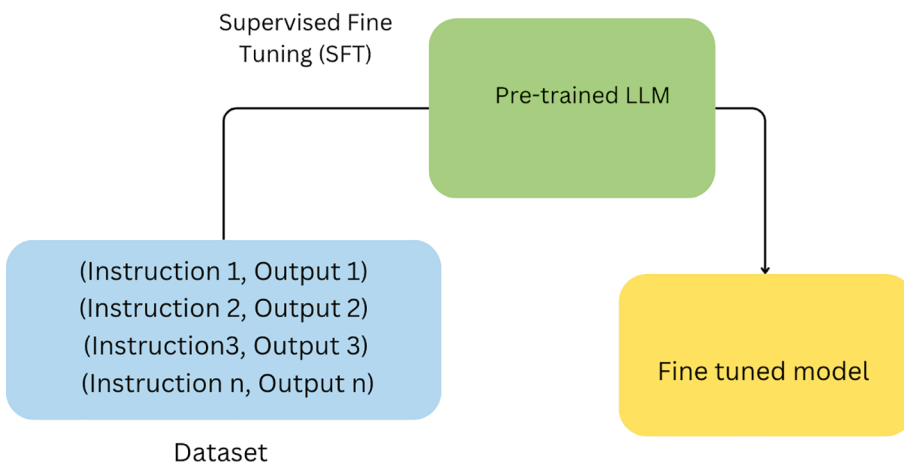 Supervised Fine
Tuning (SFT)
Pre-trained LLM
(Instruction 1, Output 1)
(Instruction 2, Output 2)
(Instruction3, Output 3)
(Instruction n, Output n)
Dataset
Fine tuned model